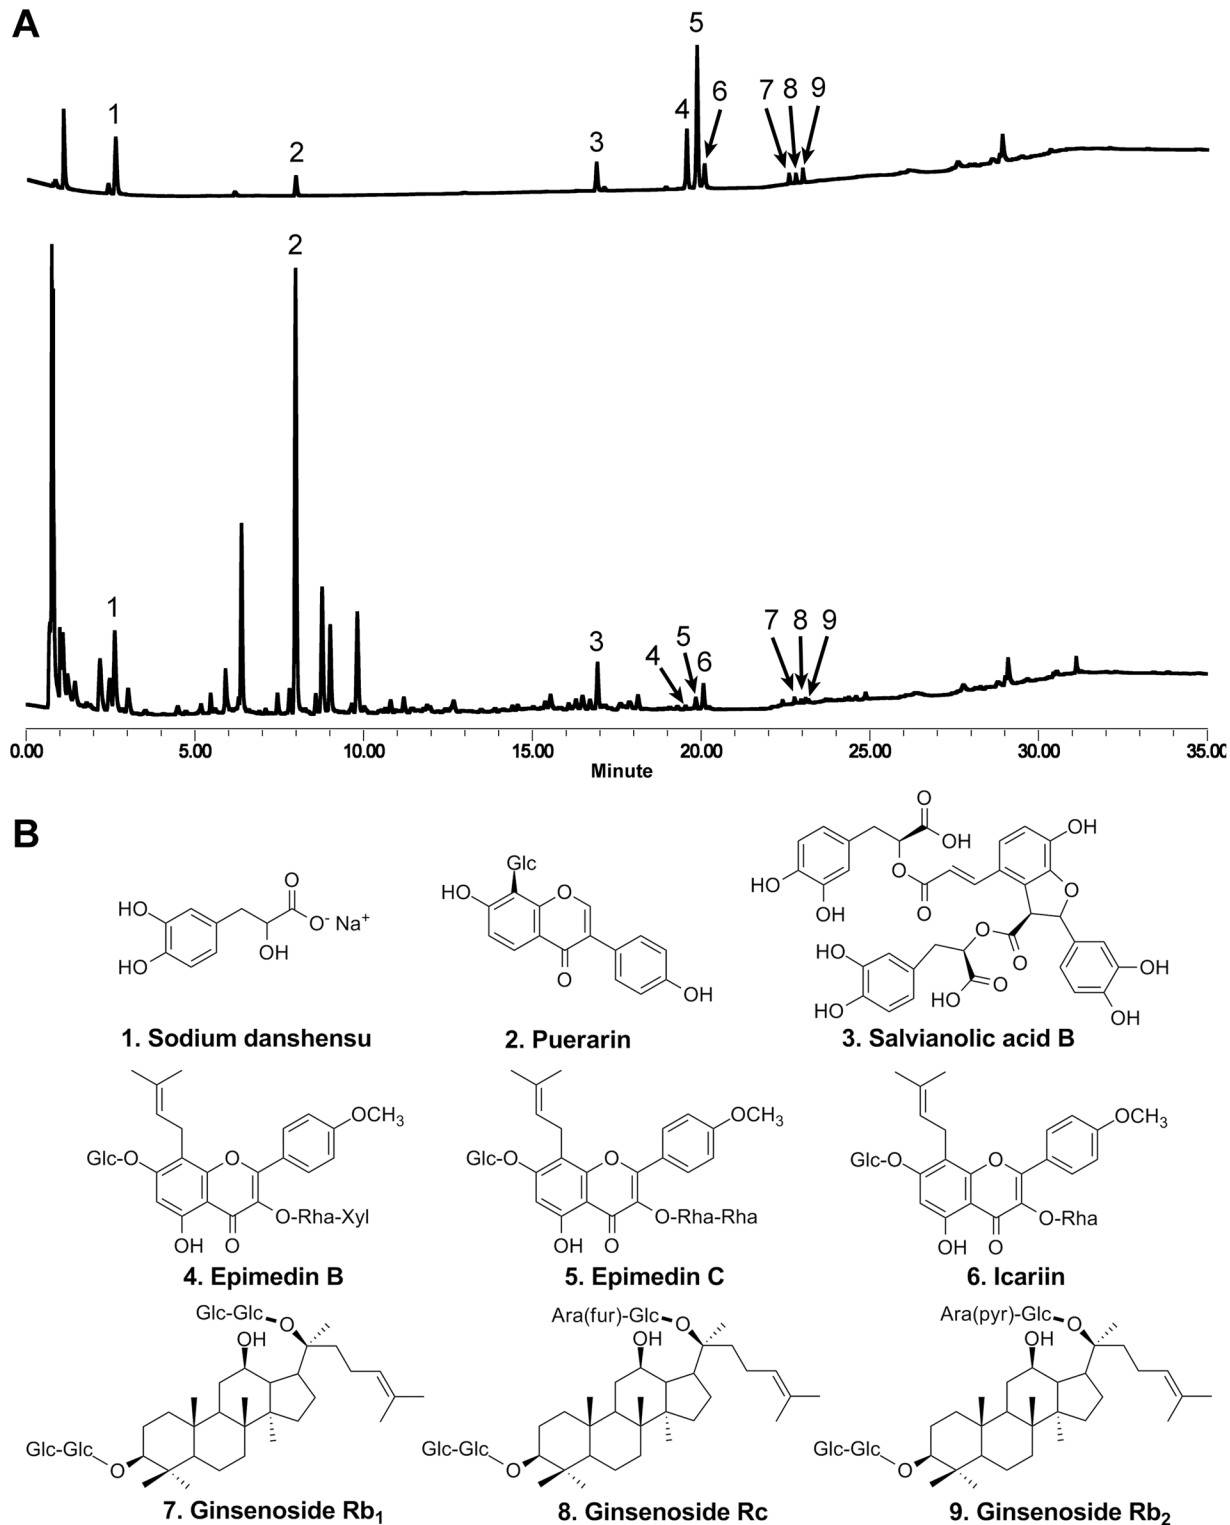 A
5
1
2
3
4
6
7
8
9
2
1
3
4
5
6
7
8
9
0.00 5.00 10.00 15.00 20.00 25.00 30.00 35.00
Minute
B
HO
HO
O
O- Na+
OH
1. Sodium danshensu
Glc
HO
O
O
OH
2. Puerarin
O
OH
HO
OH
O
O
OH
O
HO
HO
O
O
HO
O
OH
OH
3. Salvianolic acid B
OCH3
Glc-O
O
O-Rha-Xyl
OH
O
4. Epimedin B
OCH3
Glc-O
O
O-Rha-Rha
OH
O
5. Epimedin C
OCH3
Glc-O
O
O-Rha
OH
O
6. Icariin
Glc-Glc
O
OH
Glc-Glc
O
7. Ginsenoside Rb1
Ara(fur)-Glc
O
OH
Glc-Glc
O
8. Ginsenoside Rc
Ara(pyr)-Glc
O
OH
Glc-Glc
O
9. Ginsenoside Rb2